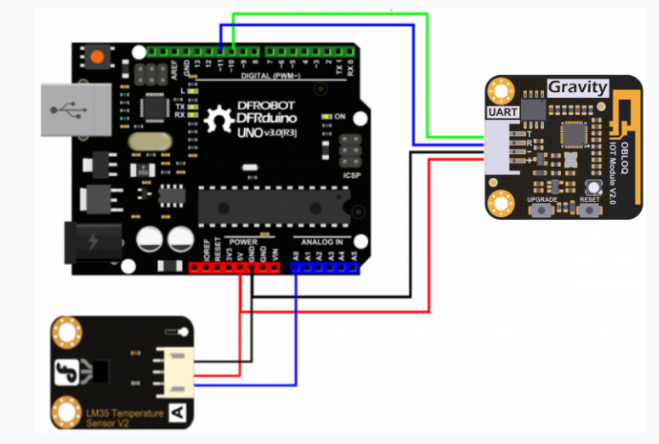 AREF
GND
13
12
~11
~10
~9
8
7
~6
~5
4
~3
2
TX 1
RX 0
DIGITAL (PWM~)
L
TX
RX
DFROBOT
DFRduino
UNO v3.0[R3]
ON
ICSP
POWER
ANALOG IN
IOREF
RESET
3V3
5V
GND
GND
VIN
A0
A1
A2
A3
A4
A5
Gravity
UART
T
R
-
+
OBLOQ
IOT Module V2.0
UPGRADE
RESET
LM35 Temperature
Sensor V2
A